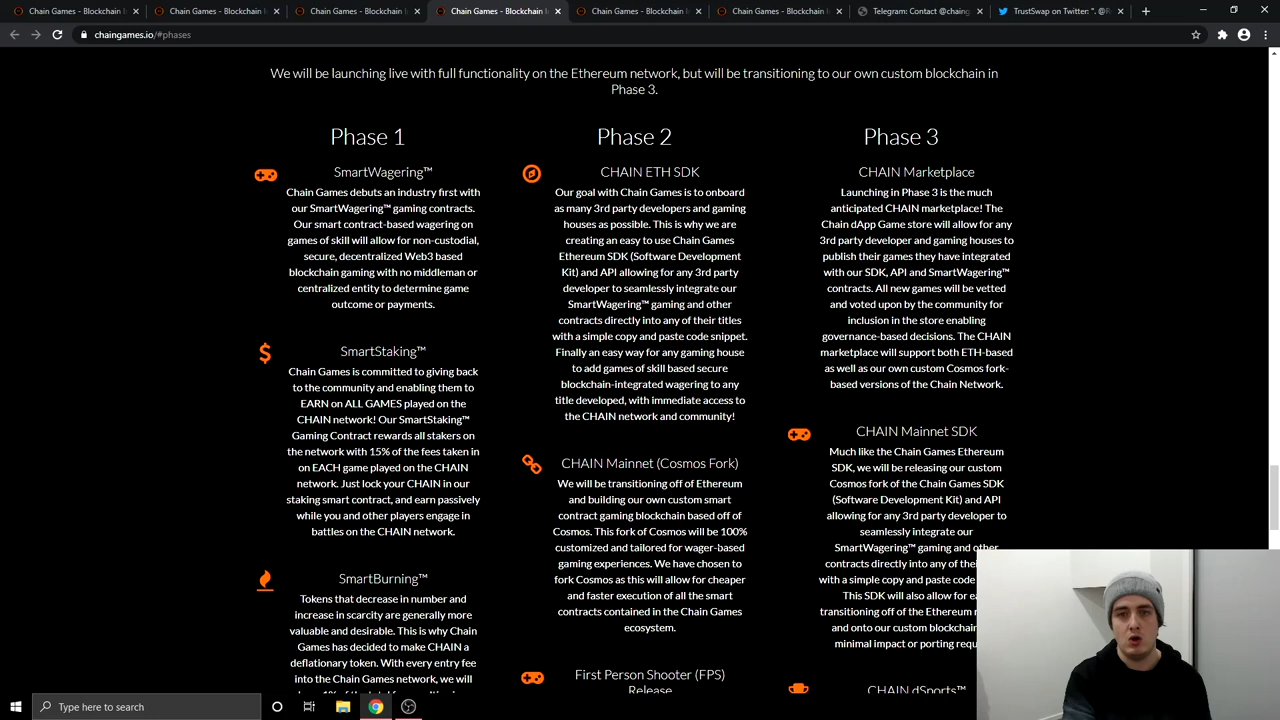 Chain Games - Blockchain I
Chain Games - Blockchain I
Chain Games - Blockchain I
Chain Games - Blockchain I
Chain Games - Blockchain I
Chain Games - Blockchain I
Telegram: Contact @chaing
TrustSwap on Twitter: ". @R
chaingames.io/#phases
We will be launching live with full functionality on the Ethereum network, but will be transitioning to our own custom blockchain in
Phase 3.
Phase 1
SmartWagering™
Chain Games debuts an industry first with
our SmartWagering™ gaming contracts.
Our smart contract-based wagering on
games of skill will allow for non-custodial,
secure, decentralized Web3 based
blockchain gaming with no middleman or
centralized entity to determine game
outcome or payments.
SmartStaking™
Chain Games is committed to giving back
to the community and enabling them to
EARN on ALL GAMES played on the
CHAIN network! Our SmartStaking™
Gaming Contract rewards all stakers on
the network with 15% of the fees taken in
on EACH game played on the CHAIN
network. Just lock your CHAIN in our
staking smart contract, and earn passively
while you and other players engage in
battles on the CHAIN network.
SmartBurning™
Tokens that decrease in number and
increase in scarcity are generally more
valuable and desirable. This is why Chain
Games has decided to make CHAIN a
deflationary token. With every entry fee
into the Chain Games network, we will
Phase 2
CHAIN ETH SDK
Our goal with Chain Games is to onboard
as many 3rd party developers and gaming
houses as possible. This is why we are
creating an easy to use Chain Games
Ethereum SDK (Software Development
Kit) and API allowing for any 3rd party
developer to seamlessly integrate our
SmartWagering™ gaming and other
contracts directly into any of their titles
with a simple copy and paste code snippet.
Finally an easy way for any gaming house
to add games of skill based secure
blockchain-integrated wagering to any
title developed, with immediate access to
the CHAIN network and community!
CHAIN Mainnet (Cosmos Fork)
We will be transitioning off of Ethereum
and building our own custom smart
contract gaming blockchain based off of
Cosmos. This fork of Cosmos will be 100%
customized and tailored for wager-based
gaming experiences. We have chosen to
fork Cosmos as this will allow for cheaper
and faster execution of all the smart
contracts contained in the Chain Games
ecosystem.
First Person Shooter (FPS)
Release
Phase 3
CHAIN Marketplace
Launching in Phase 3 is the much
anticipated CHAIN marketplace! The
Chain dApp Game store will allow for any
3rd party developer and gaming houses to
publish their games they have integrated
with our SDK, API and SmartWagering™
contracts. All new games will be vetted
and voted upon by the community for
inclusion in the store enabling
governance-based decisions. The CHAIN
marketplace will support both ETH-based
as well as our own custom Cosmos fork-
based versions of the Chain Network.
CHAIN Mainnet SDK
Much like the Chain Games Ethereum
SDK, we will be releasing our custom
Cosmos fork of the Chain Games SDK
(Software Development Kit) and API
allowing for any 3rd party developer to
seamlessly integrate our
SmartWagering™ gaming and other
contracts directly into any of their
with a simple copy and paste code
This SDK will also allow for ea
transitioning off of the Ethereum
and onto our custom blockchain
minimal impact or porting requ
CHAIN dSports™
Type here to search